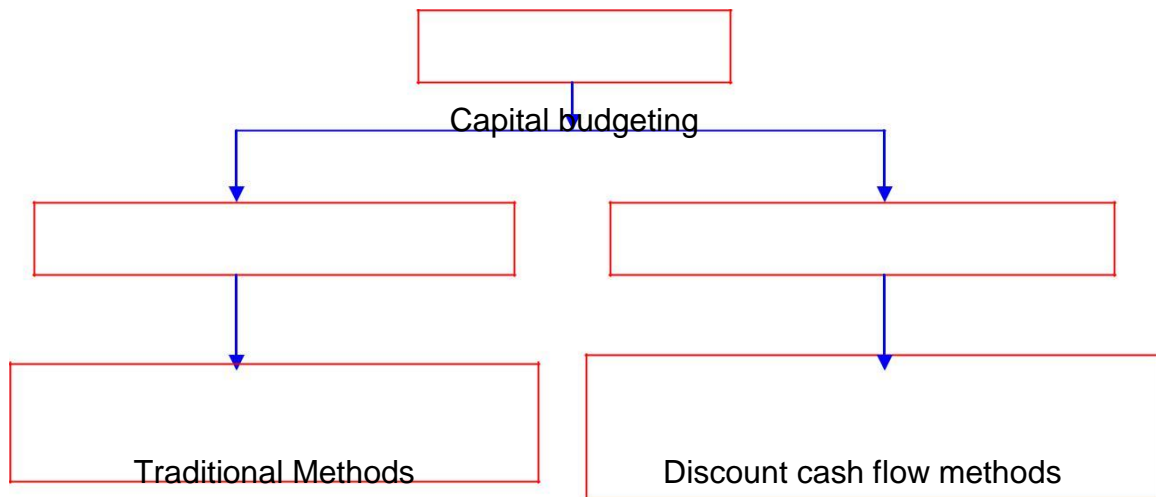 Capital budgeting
Traditional Methods
Discount cash flow methods